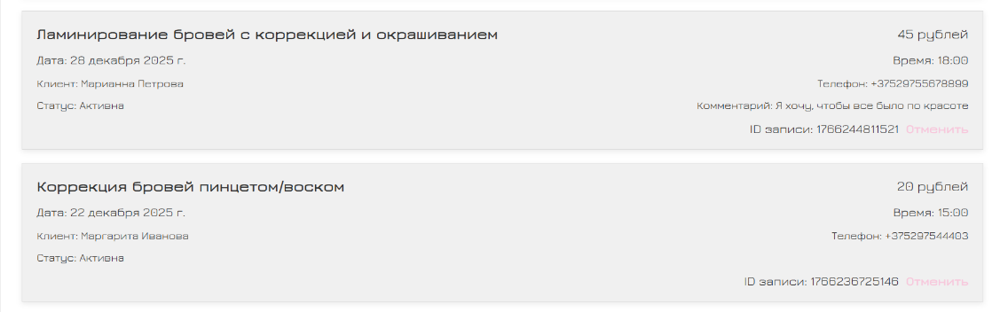 Ламинирование бровей с коррекцией и окрашиванием 45 рублей
Дата: 28 декабря 2025 г. Время: 18:00
Клиент: Марианна Петрова Телефон: +37529755678899
Статус: Активна Комментарий: Я хочу, чтобы все было по красоте
ID записи: 1766244811521 Отменить
Коррекция бровей пинцетом/воском 20 рублей
Дата: 22 декабря 2025 г. Время: 15:00
Клиент: Маргарита Иванова Телефон: +375297544403
Статус: Активна
ID записи: 1766236725146 Отменить